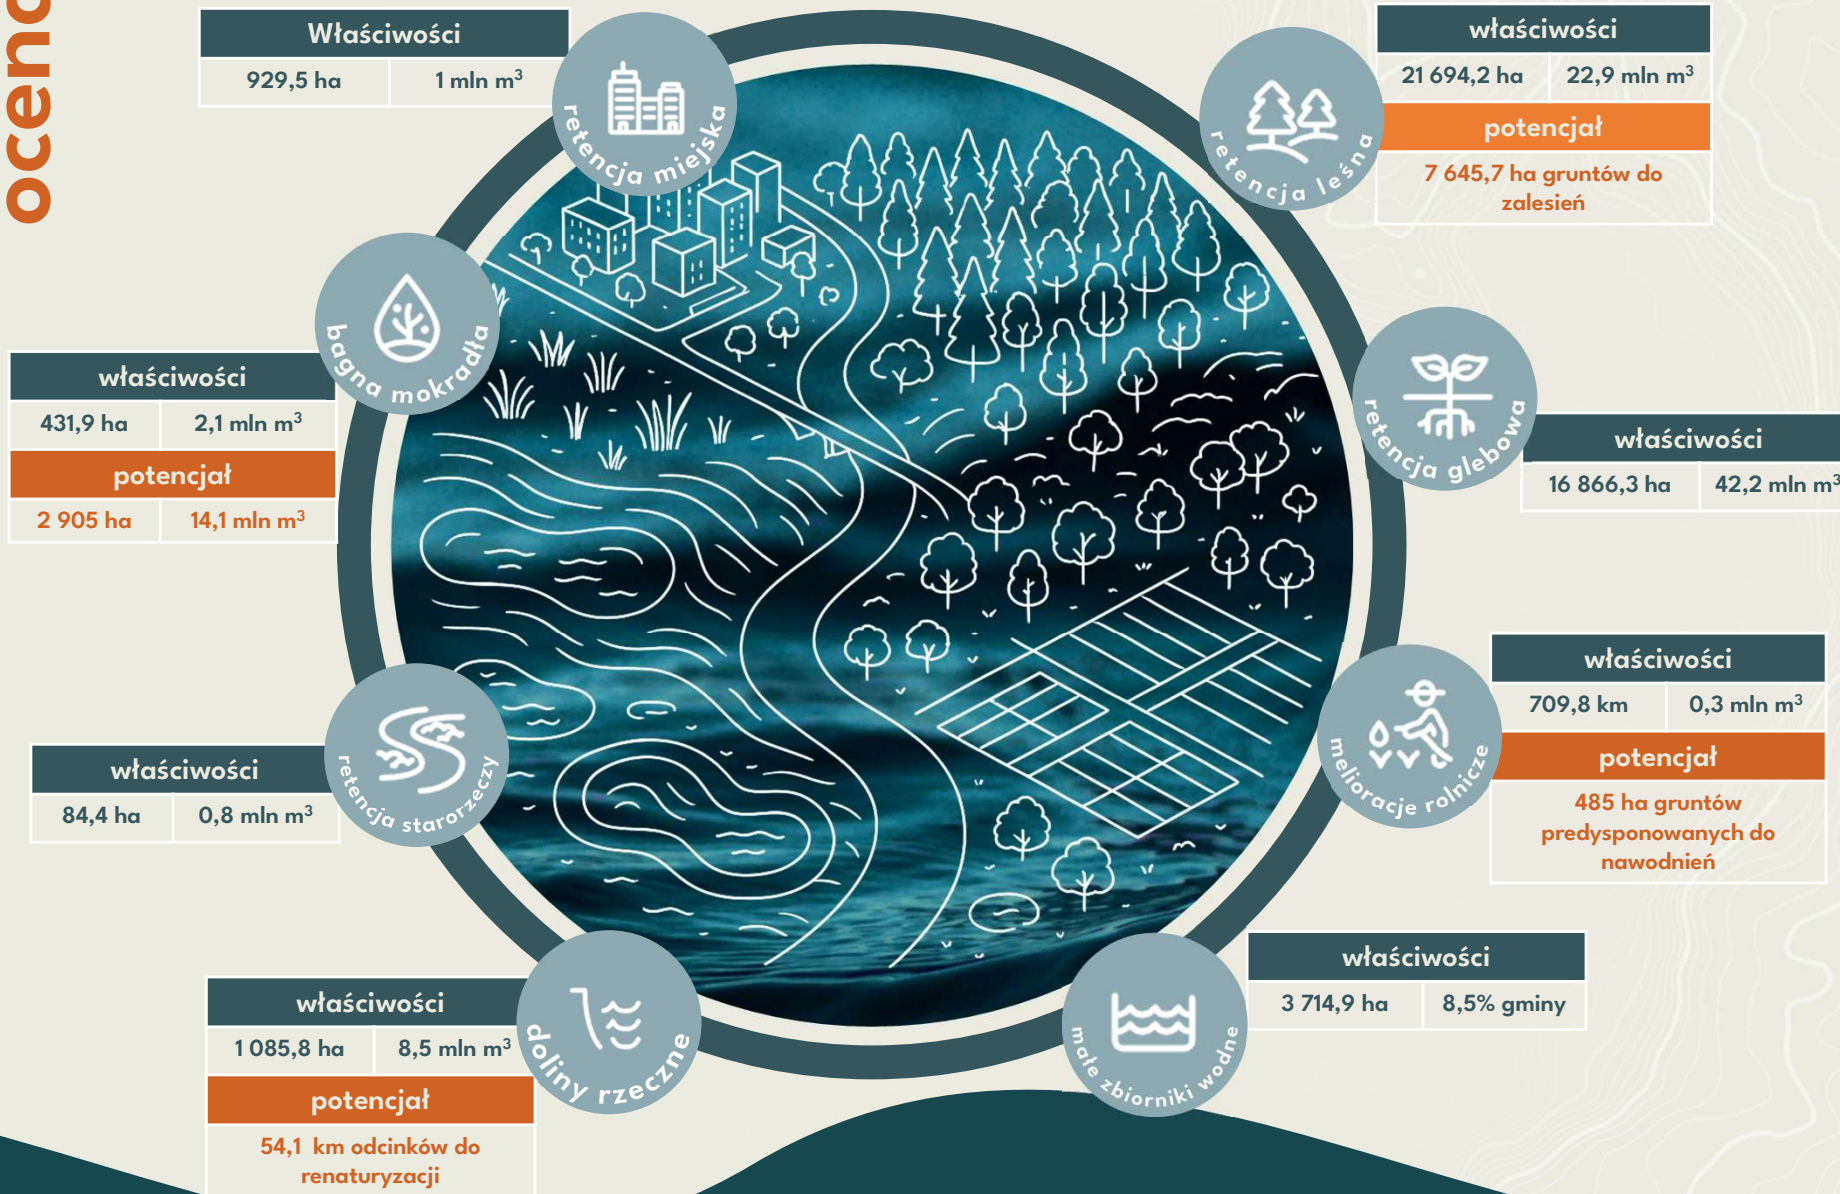 ocenc
Właściwości
929,5 ha 1 mln m³
retencja miejska
retencja leśna
właściwości
21 694,2 ha 22,9 mln m³
potencjał
7 645,7 ha gruntów do
zalesień
bagna mokradła
właściwości
431,9 ha 2,1 mln m³
potencjał
2 905 ha 14,1 mln m³
retencja glebowa
właściwości
16 866,3 ha 42,2 mln m³
retencja starorzeczy
właściwości
84,4 ha 0,8 mln m³
melioracje rolnicze
właściwości
709,8 km 0,3 mln m³
potencjał
485 ha gruntów
predysponowanych do
nawodnień
doliny rzeczne
właściwości
1 085,8 ha 8,5 mln m³
potencjał
54,1 km odcinków do
renaturyzacji
małe zbiorniki wodne
właściwości
3 714,9 ha 8,5% gminy